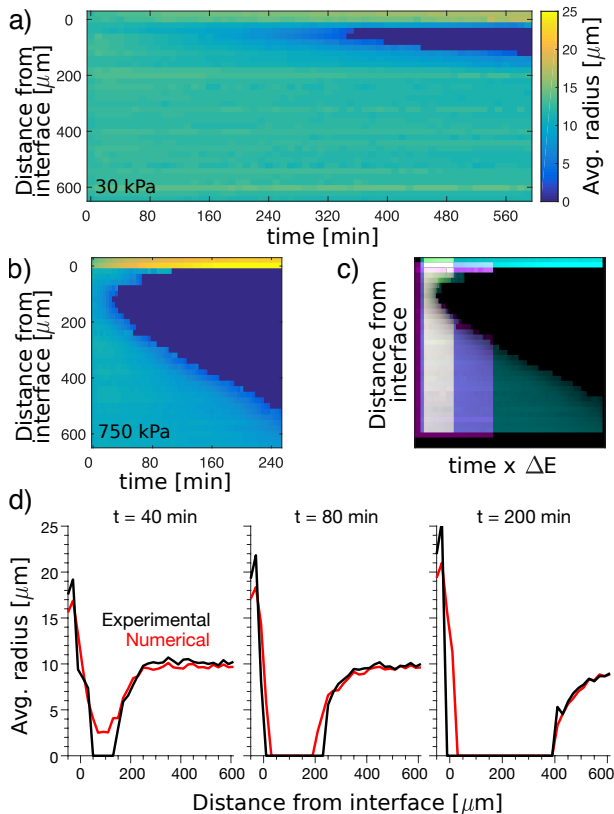 a)
0
200
400
600
Distance from
interface [μm]
30 kPa
0
80
160
240
320
400
480
560
time [min]
25
20
15
10
5
0
Avg. radius [μm]
b)
0
200
400
600
Distance from
interface [μm]
750 kPa
0
80
160
240
time [min]
c)
Distance from
interface
time x ΔE
d)
t = 40 min
t = 80 min
t = 200 min
25
20
15
10
5
0
Avg. radius [μm]
Experimental
Numerical
0
200
400
600
0
200
400
600
0
200
400
600
Distance from interface [μm]